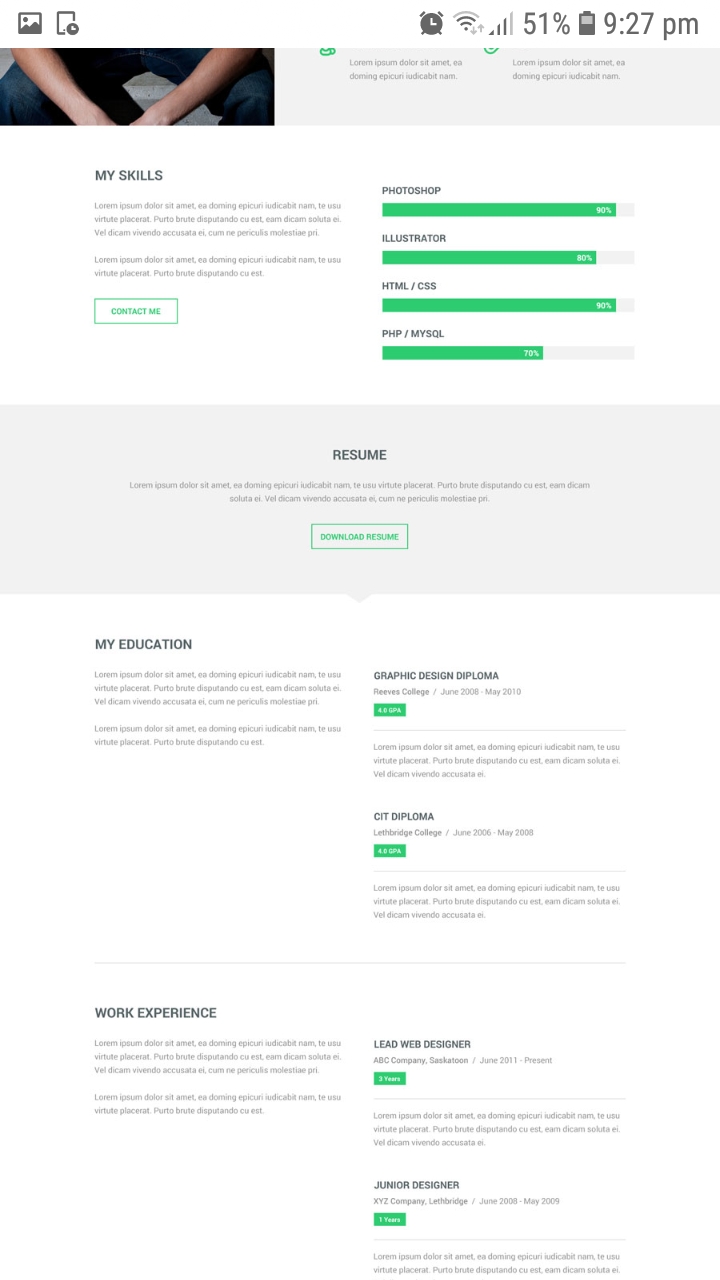 51% 9:27 pm
Lorem ipsum dolor sit amet, ea
doming epicuri iudicabit nam.
Lorem ipsum dolor sit amet, ea
doming epicuri iudicabit nam.
MY SKILLS
Lorem ipsum dolor sit amet, ea doming epicuri iudicabit nam, te usu
virtute placerat. Purto brute disputando cu est, eam dicam soluta ei.
Vel dicam vivendo accusata ei, cum ne periculis molestiae pri.
Lorem ipsum dolor sit amet, ea doming epicuri iudicabit nam, te usu
virtute placerat. Purto brute disputando cu est.
CONTACT ME
PHOTOSHOP
90%
ILLUSTRATOR
80%
HTML / CSS
90%
PHP / MYSQL
70%
RESUME
Lorem ipsum dolor sit amet, ea doming epicuri iudicabit nam, te usu virtute placerat. Purto brute disputando cu est, eam dicam
soluta ei. Vel dicam vivendo accusata ei, cum ne periculis molestiae pri.
DOWNLOAD RESUME
MY EDUCATION
Lorem ipsum dolor sit amet, ea doming epicuri iudicabit nam, te usu
virtute placerat. Purto brute disputando cu est, eam dicam soluta ei.
Vel dicam vivendo accusata ei, cum ne periculis molestiae pri.
Lorem ipsum dolor sit amet, ea doming epicuri iudicabit nam, te usu
virtute placerat. Purto brute disputando cu est.
GRAPHIC DESIGN DIPLOMA
Reeves College / June 2008 - May 2010
4.0 GPA
Lorem ipsum dolor sit amet, ea doming epicuri iudicabit nam, te usu
virtute placerat. Purto brute disputando cu est, eam dicam soluta ei.
Vel dicam vivendo accusata ei.
CIT DIPLOMA
Lethbridge College / June 2006 - May 2008
4.0 GPA
Lorem ipsum dolor sit amet, ea doming epicuri iudicabit nam, te usu
virtute placerat. Purto brute disputando cu est, eam dicam soluta ei.
Vel dicam vivendo accusata ei.
WORK EXPERIENCE
Lorem ipsum dolor sit amet, ea doming epicuri iudicabit nam, te usu
virtute placerat. Purto brute disputando cu est, eam dicam soluta ei.
Vel dicam vivendo accusata ei, cum ne periculis molestiae pri.
Lorem ipsum dolor sit amet, ea doming epicuri iudicabit nam, te usu
virtute placerat. Purto brute disputando cu est.
LEAD WEB DESIGNER
ABC Company, Saskatoon / June 2011 - Present
3 Years
Lorem ipsum dolor sit amet, ea doming epicuri iudicabit nam, te usu
virtute placerat. Purto brute disputando cu est, eam dicam soluta ei.
Vel dicam vivendo accusata ei.
JUNIOR DESIGNER
XYZ Company, Lethbridge / June 2008 - May 2009
1 Years
Lorem ipsum dolor sit amet, ea doming epicuri iudicabit nam, te usu
virtute placerat. Purto brute disputando cu est, eam dicam soluta ei.